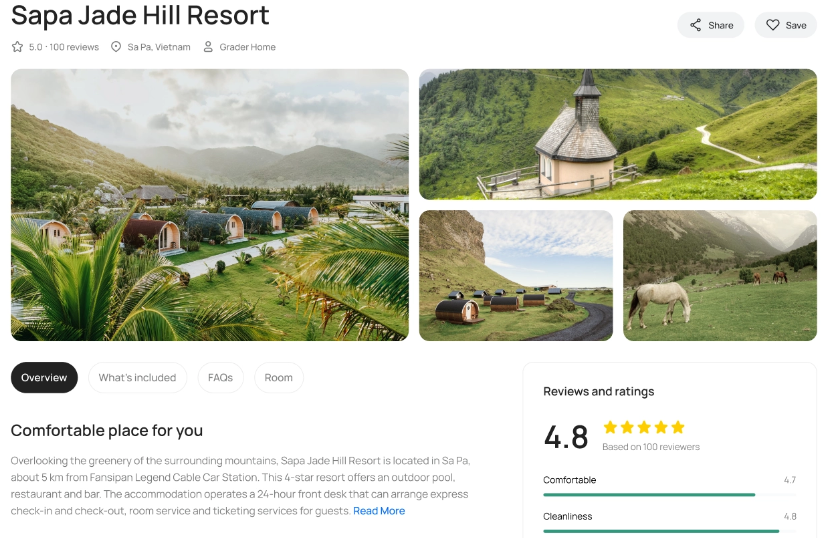 Sapa Jade Hill Resort
Share
Save
5.0 · 100 reviews
Sa Pa, Vietnam
Grader Home
Overview
What's included
FAQs
Room
Comfortable place for you
Overlooking the greenery of the surrounding mountains, Sapa Jade Hill Resort is located in Sa Pa,
about 5 km from Fansipan Legend Cable Car Station. This 4-star resort offers an outdoor pool,
restaurant and bar. The accommodation operates a 24-hour front desk that can arrange express
check-in and check-out, room service and ticketing services for guests. Read More
Reviews and ratings
4.8
Based on 100 reviewers
Comfortable 4.7
Cleanliness 4.8